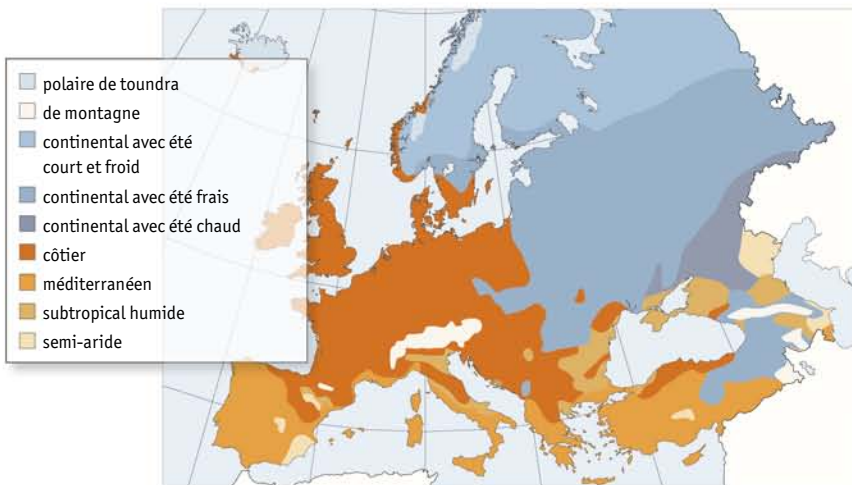 polaire de toundra
de montagne
continental avec été
court et froid
continental avec été frais
continental avec été chaud
côtier
méditerranéen
subtropical humide
semi-aride